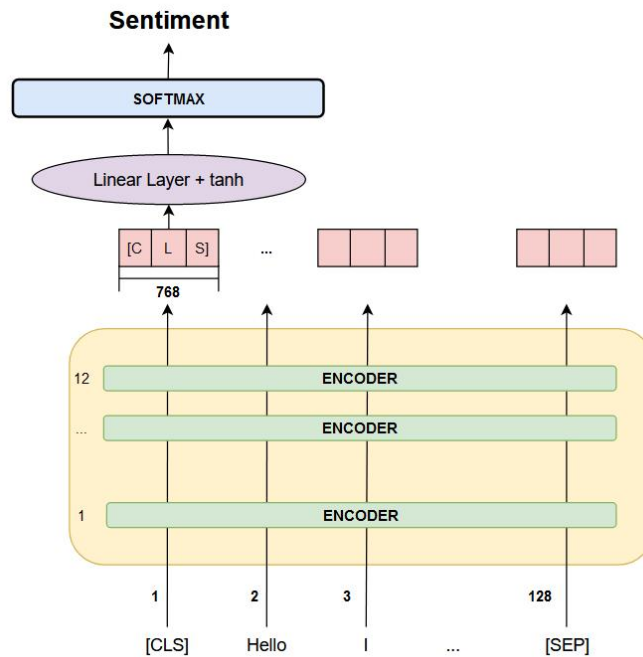 Sentiment
SOFTMAX
Linear Layer + tanh
[C L S] ...
768
12 ENCODER
... ENCODER
1 ENCODER
1 2 3 128
[CLS] Hello I ... [SEP]